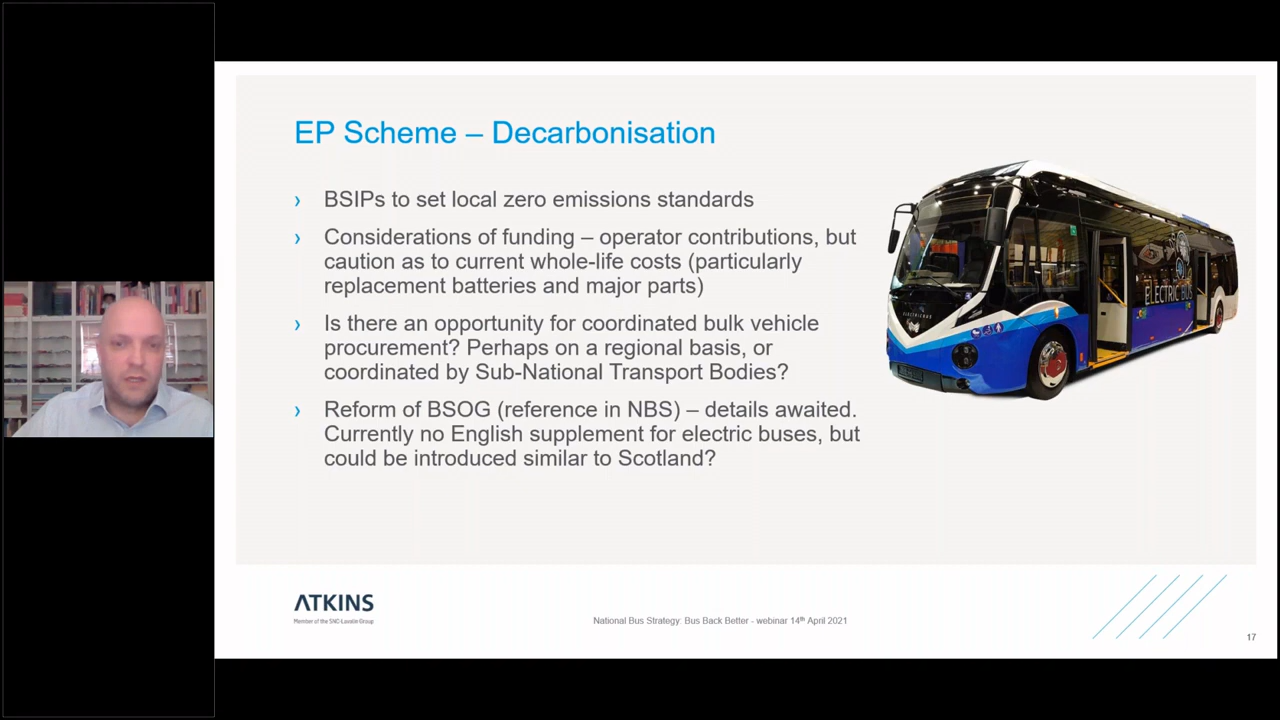 EP Scheme – Decarbonisation
› BSIPs to set local zero emissions standards
› Considerations of funding – operator contributions, but
caution as to current whole-life costs (particularly
replacement batteries and major parts)
› Is there an opportunity for coordinated bulk vehicle
procurement? Perhaps on a regional basis, or
coordinated by Sub-National Transport Bodies?
› Reform of BSOG (reference in NBS) – details awaited.
Currently no English supplement for electric buses, but
could be introduced similar to Scotland?
ELECTRIC BUS
ATKINS
Member of the SNC-Lavalin Group
National Bus Strategy: Bus Back Better - webinar 14th April 2021
17